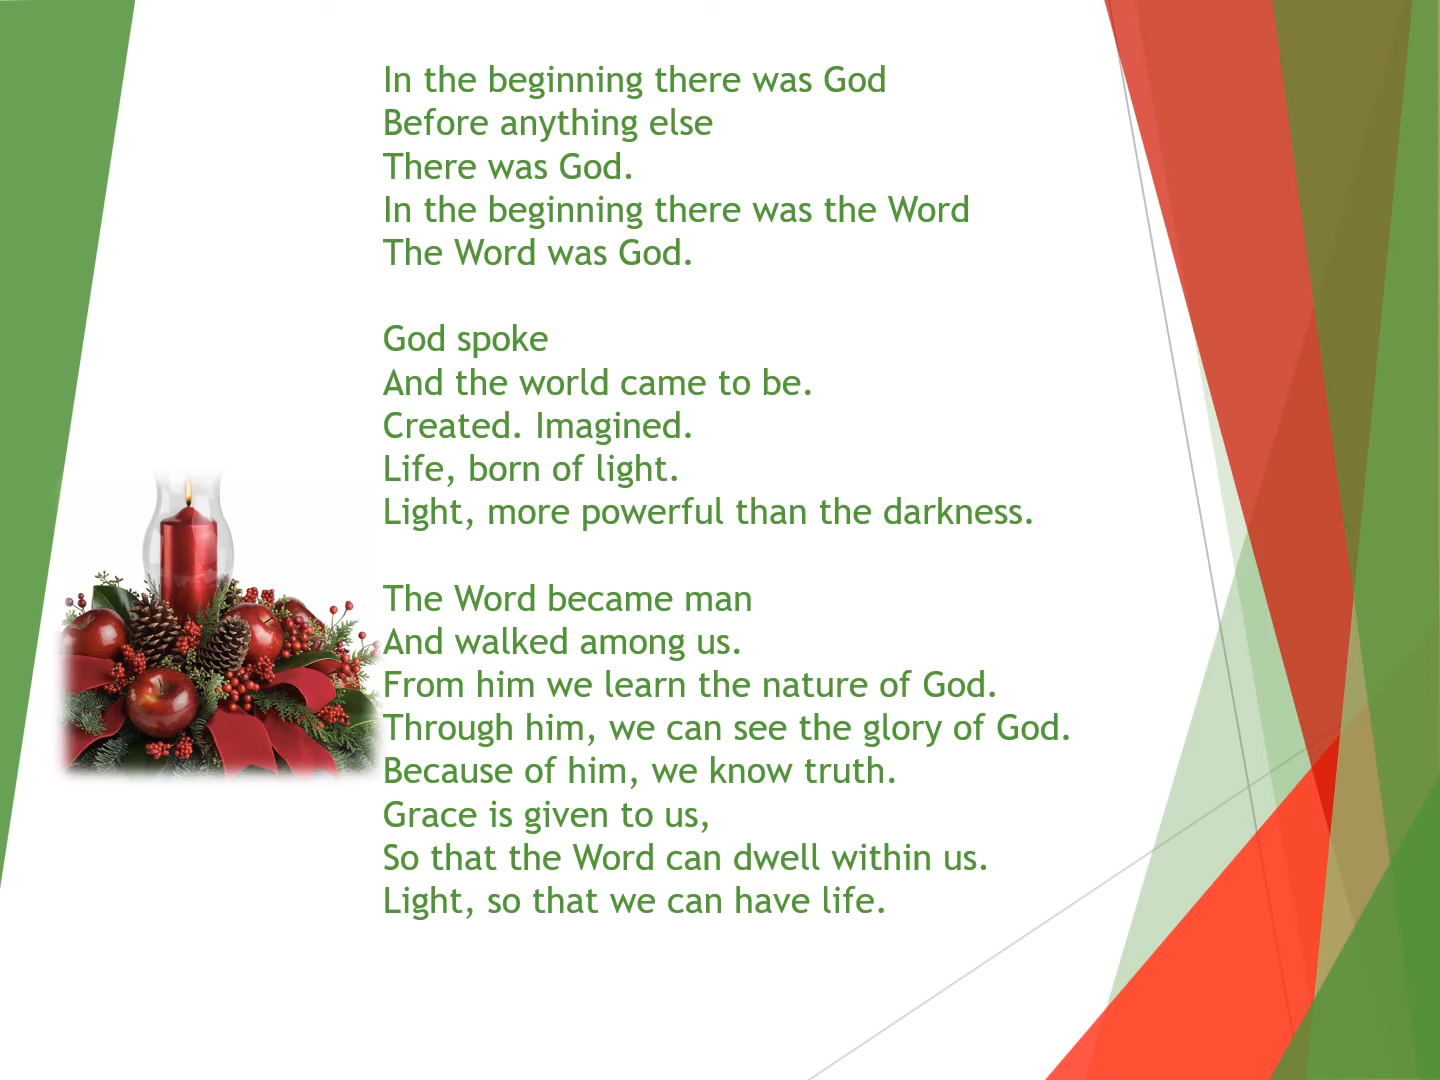 In the beginning there was God
Before anything else
There was God.
In the beginning there was the Word
The Word was God.

God spoke
And the world came to be.
Created. Imagined.
Life, born of light.
Light, more powerful than the darkness.

The Word became man
And walked among us.
From him we learn the nature of God.
Through him, we can see the glory of God.
Because of him, we know truth.
Grace is given to us,
So that the Word can dwell within us.
Light, so that we can have life.